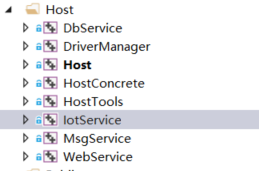 Host
DbService
DriverManager
Host
HostConcrete
HostTools
IotService
MsgService
WebService